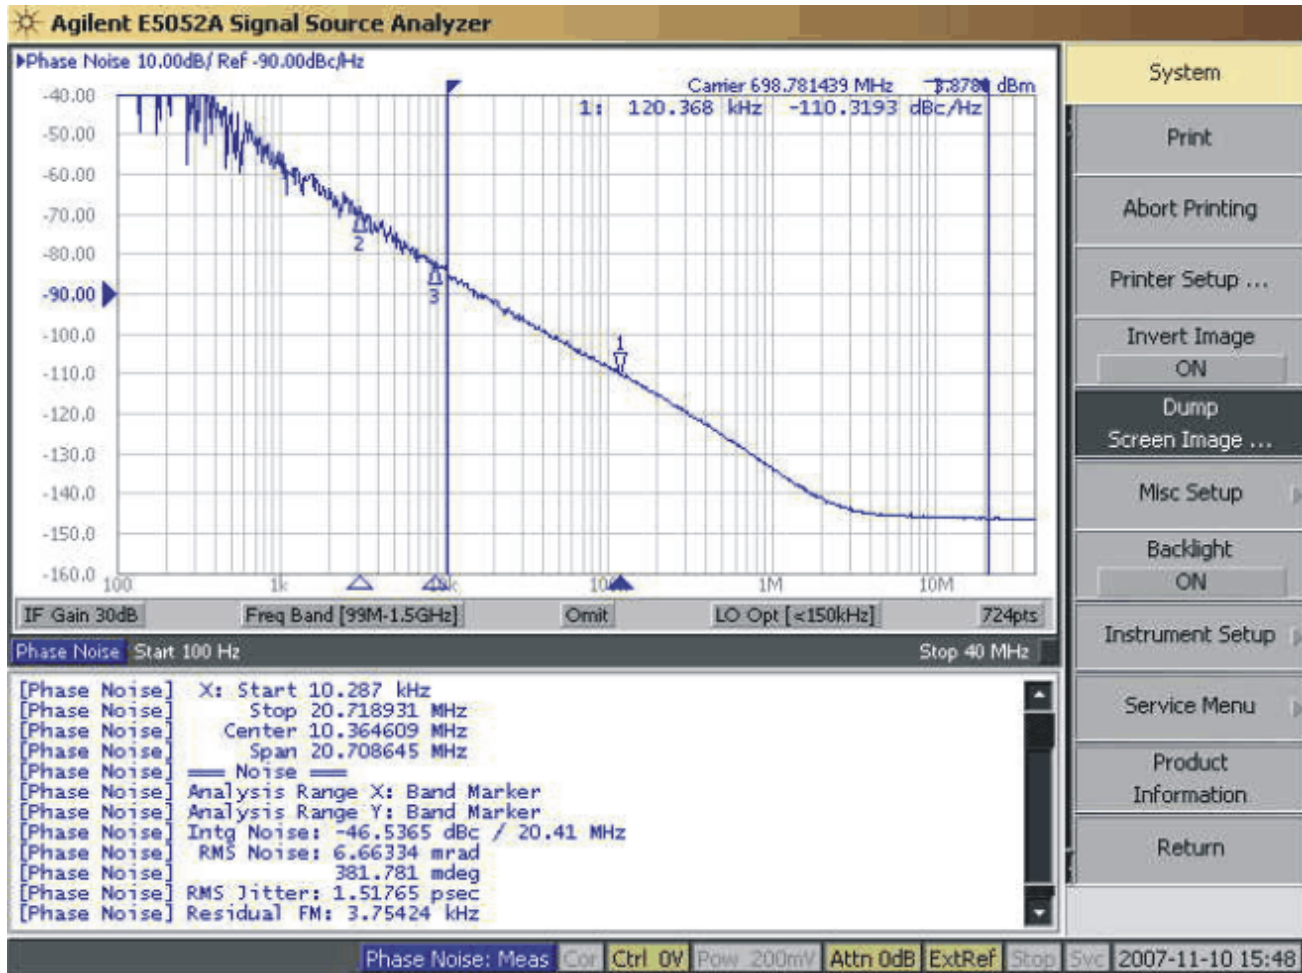 Agilent E5052A Signal Source Analyzer
Phase Noise 10.00dB/ Ref -90.00dBc/Hz
Carrier 698.781439 MHz dBm
1: 120.368 kHz -110.3193 dBc/Hz
-40.00
-50.00
-60.00
-70.00
-80.00
-90.00
-100.0
-110.0
-120.0
-130.0
-140.0
-150.0
-160.0
1
2
3
100 1k 1M 10M
IF Gain 30dB Freq Band [99M-1.5GHz] Omit LO Opt [<150kHz] 724pts
Phase Noise Start 100 Hz Stop 40 MHz
[Phase Noise] X: Start 10.287 kHz
[Phase Noise] Stop 20.718931 MHz
[Phase Noise] Center 10.364609 MHz
[Phase Noise] Span 20.708645 MHz
[Phase Noise] === Noise ===
[Phase Noise] Analysis Range X: Band Marker
[Phase Noise] Analysis Range Y: Band Marker
[Phase Noise] Intg Noise: -46.5365 dBc / 20.41 MHz
[Phase Noise] RMS Noise: 6.66334 mrad
[Phase Noise] 381.781 mdeg
[Phase Noise] RMS Jitter: 1.51765 psec
[Phase Noise] Residual FM: 3.75424 kHz
System
Print
Abort Printing
Printer Setup ...
Invert Image
ON
Dump
Screen Image ...
Misc Setup
Backlight
ON
Instrument Setup
Service Menu
Product
Information
Return
Phase Noise: Meas Cor Ctrl 0V Pow 200mV Attn 0dB ExtRef Stop Svc 2007-11-10 15:48